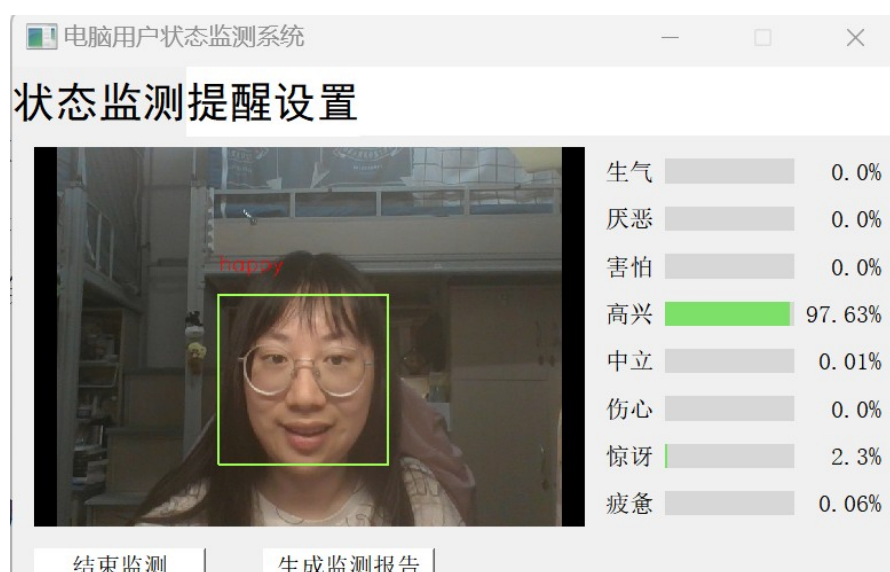 电脑用户状态监测系统
状态监测 提醒设置
happy
生气 0.0%
厌恶 0.0%
害怕 0.0%
高兴 97.63%
中立 0.01%
伤心 0.0%
惊讶 2.3%
疲惫 0.06%
结束监测 生成监测报告